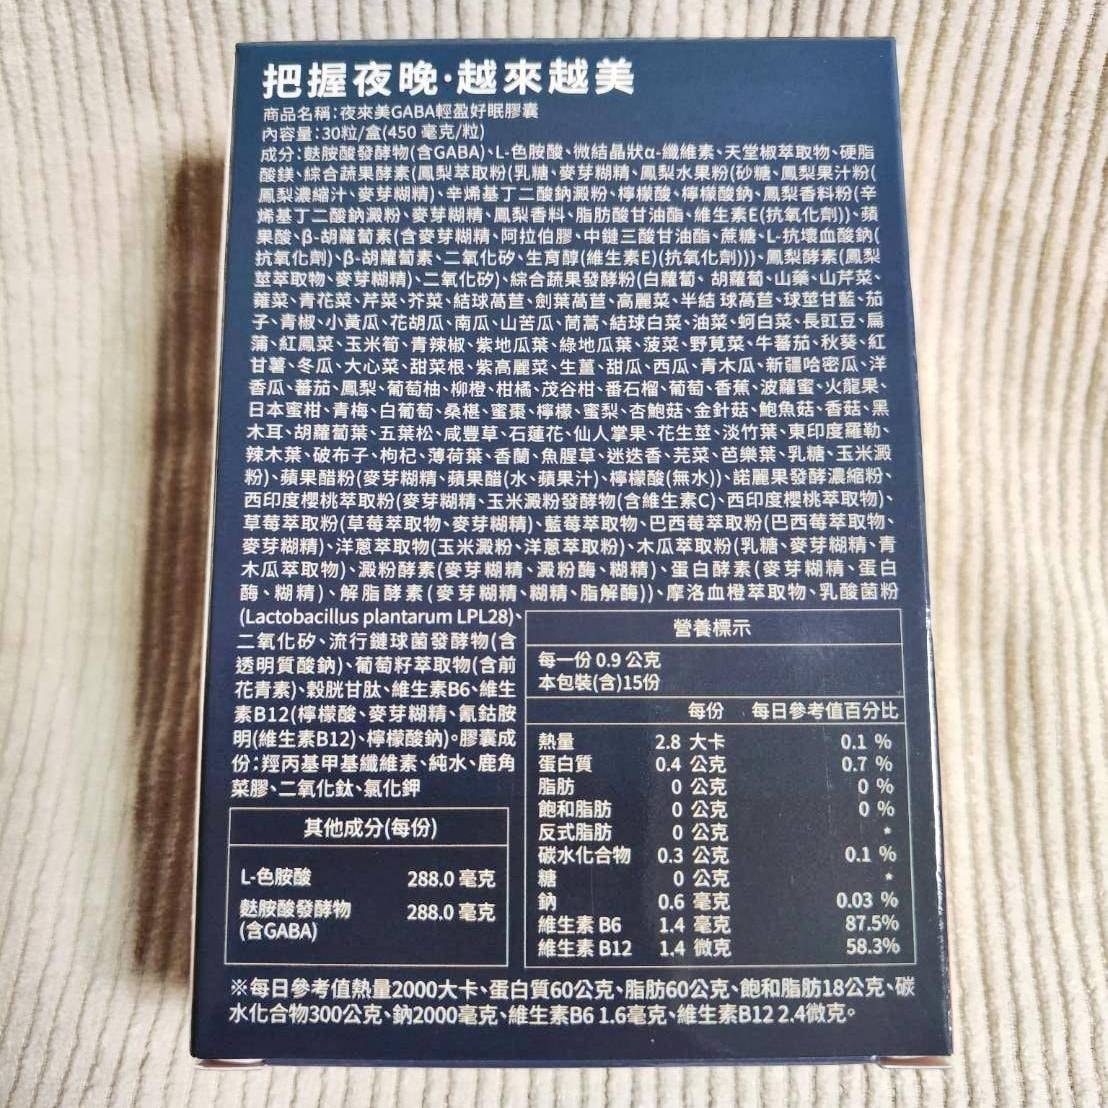 把握夜晚·越來越美
商品名稱:夜來美GABA輕盈好眠膠囊
內容量:30粒/盒(450 毫克/粒)
成分:麩胺酸發酵物(含GABA)、L-色胺酸、微結晶狀α-纖維素、天堂椒萃取物、硬脂
酸鎂、綜合蔬果酵素(鳳梨萃取粉(乳糖、麥芽糊精、鳳梨水果粉(砂糖、鳳梨果汁粉(
鳳梨濃縮汁、麥芽糊精)、辛烯基丁二酸鈉澱粉、檸檬酸、檸檬酸鈉、鳳梨香料粉(辛
烯基丁二酸鈉澱粉、麥芽糊精、鳳梨香料、脂肪酸甘油酯、維生素E(抗氧化劑))、蘋
果酸、β-胡蘿蔔素(含麥芽糊精、阿拉伯膠、中鏈三酸甘油酯、蔗糖、L-抗壞血酸鈉(
抗氧化劑)、β-胡蘿蔔素、二氧化矽、生育醇(維生素E)(抗氧化劑)))、鳳梨酵素(鳳梨
莖萃取物、麥芽糊精)、二氧化矽)、綜合蔬果發酵粉(白蘿蔔、胡蘿蔔、山藥、山芹菜、
蕹菜、青花菜、芹菜、芥菜、結球萵苣、劍葉萵苣、高麗菜、半結 球萵苣、球莖甘藍、茄
子、青椒、小黃瓜、花胡瓜、南瓜、山苦瓜、茼蒿、結球白菜、油菜、蚵白菜、長豇豆、扁
蒲、紅鳳菜、玉米筍、青辣椒、紫地瓜葉、綠地瓜葉、菠菜、野莧菜、牛蕃茄、秋葵、紅
甘薯、冬瓜、大心菜、甜菜根、紫高麗菜、生薑、甜瓜、西瓜、青木瓜、新疆哈密瓜、洋
香瓜、蕃茄、鳳梨、葡萄柚、柳橙、柑橘、茂谷柑、番石榴、葡萄、香蕉、波蘿蜜、火龍果、
日本蜜柑、青梅、白葡萄、桑椹、蜜棗、檸檬、蜜梨、杏鮑菇、金針菇、鮑魚菇、香菇、黑
木耳、胡蘿蔔葉、五葉松、咸豐草、石蓮花、仙人掌果、花生莖、淡竹葉、東印度羅勒、
辣木葉、破布子、枸杞、薄荷葉、香蘭、魚腥草、迷迭香、芫菜、芭樂葉、乳糖、玉米澱
粉)、蘋果醋粉(麥芽糊精、蘋果醋(水、蘋果汁)、檸檬酸(無水))、諾麗果發酵濃縮粉、
西印度櫻桃萃取粉(麥芽糊精、玉米澱粉發酵物(含維生素C)、西印度櫻桃萃取物)、
草莓萃取粉(草莓萃取物、麥芽糊精)、藍莓萃取物、巴西莓萃取粉(巴西莓萃取物、
麥芽糊精)、洋蔥萃取物(玉米澱粉、洋蔥萃取粉)、木瓜萃取粉(乳糖、麥芽糊精、青
木瓜萃取物)、澱粉酵素(麥芽糊精、澱粉酶、糊精)、蛋白酵素(麥芽糊精、蛋白
酶、糊精)、解脂酵素(麥芽糊精、糊精、脂解酶))、摩洛血橙萃取物、乳酸菌粉
(Lactobacillus plantarum LPL28)、
二氧化矽、流行鏈球菌發酵物(含
透明質酸鈉)、葡萄籽萃取物(含前
花青素)、穀胱甘肽、維生素B6、維生
素B12(檸檬酸、麥芽糊精、氰鈷胺
明(維生素B12)、檸檬酸鈉)。膠囊成
份:羥丙基甲基纖維素、純水、鹿角
菜膠、二氧化鈦、氯化鉀
其他成分(每份)
L-色胺酸 288.0 毫克
麩胺酸發酵物 288.0 毫克
(含GABA)
營養標示
每一份 0.9 公克
本包裝(含)15份
每份 每日參考值百分比
熱量 2.8 大卡 0.1 %
蛋白質 0.4 公克 0.7 %
脂肪 0 公克 0 %
飽和脂肪 0 公克 0 %
反式脂肪 0 公克 *
碳水化合物 0.3 公克 0.1 %
糖 0 公克 *
鈉 0.6 毫克 0.03 %
維生素 B6 1.4 毫克 87.5%
維生素 B12 1.4 微克 58.3%
※每日參考值熱量2000大卡、蛋白質60公克、脂肪60公克、飽和脂肪18公克、碳
水化合物300公克、鈉2000毫克、維生素B6 1.6毫克、維生素B12 2.4微克。